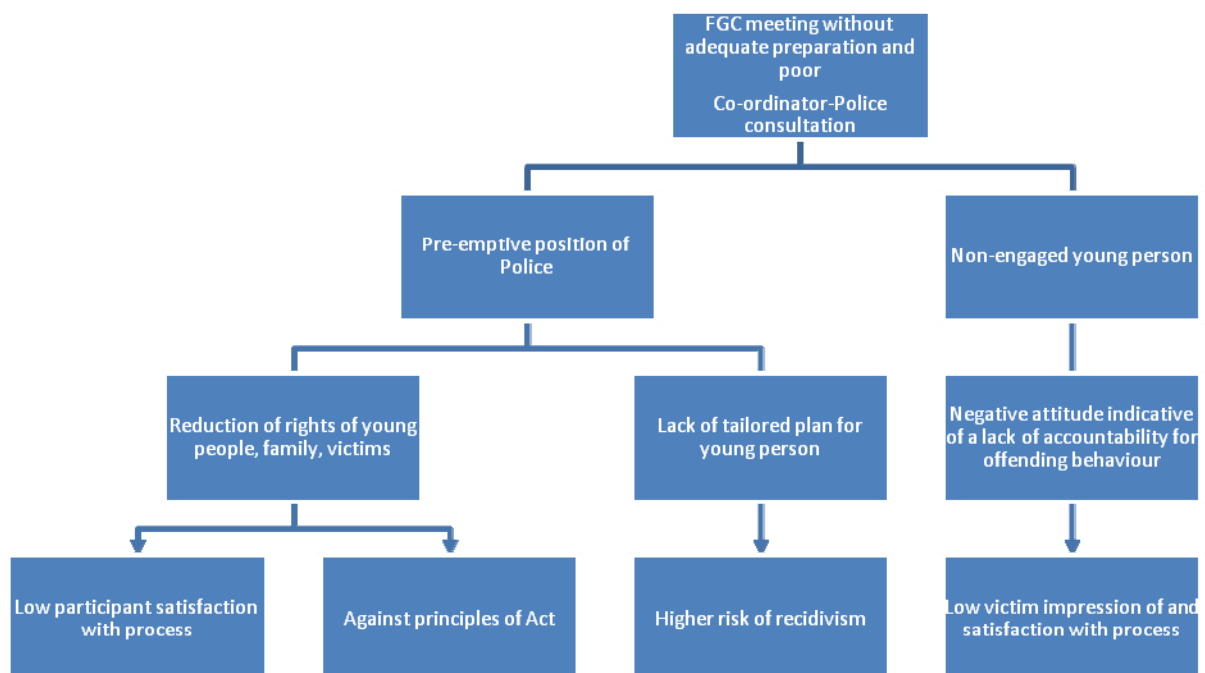 FGC meeting without
adequate preparation and
poor
Co-ordinator-Police
consultation
Pre-emptive position of
Police
Non-engaged young person
Reduction of rights of young
people, family, victims
Lack of tailored plan for
young person
Negative attitude indicative
of a lack of accountability for
offending behaviour
Low participant satisfaction
with process
Against principles of Act
Higher risk of recidivism
Low victim impression of and
satisfaction with process